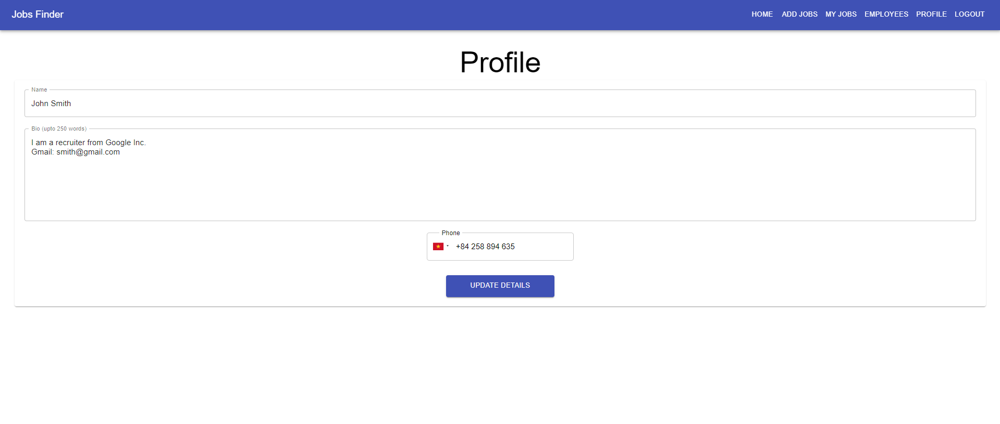 Jobs Finder
HOME ADD JOBS MY JOBS EMPLOYEES PROFILE LOGOUT
Profile
Name
John Smith
Bio (upto 250 words)
I am a recruiter from Google Inc.
Gmail: smith@gmail.com
Phone
+84 258 894 635
UPDATE DETAILS